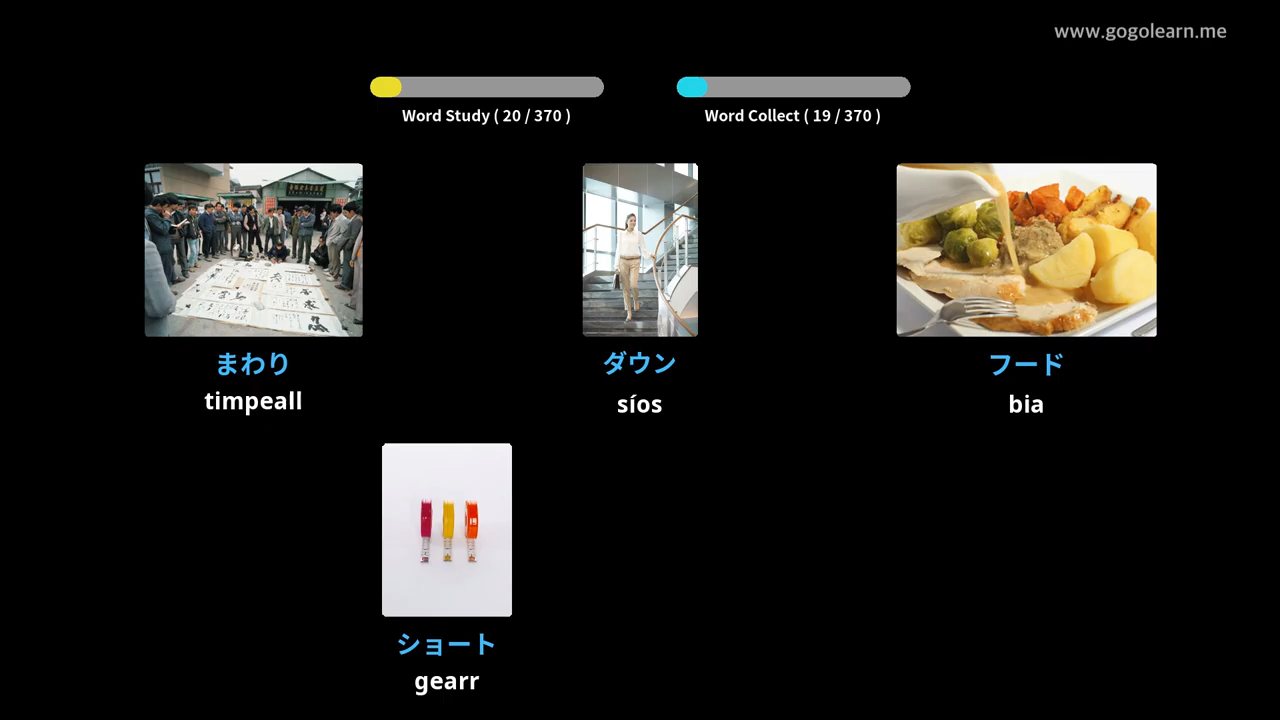 www.gogolearn.me
Word Study ( 20 / 370 )
Word Collect ( 19 / 370 )
まわり
timpeall
ダウン
síos
フード
bia
ショート
gearr